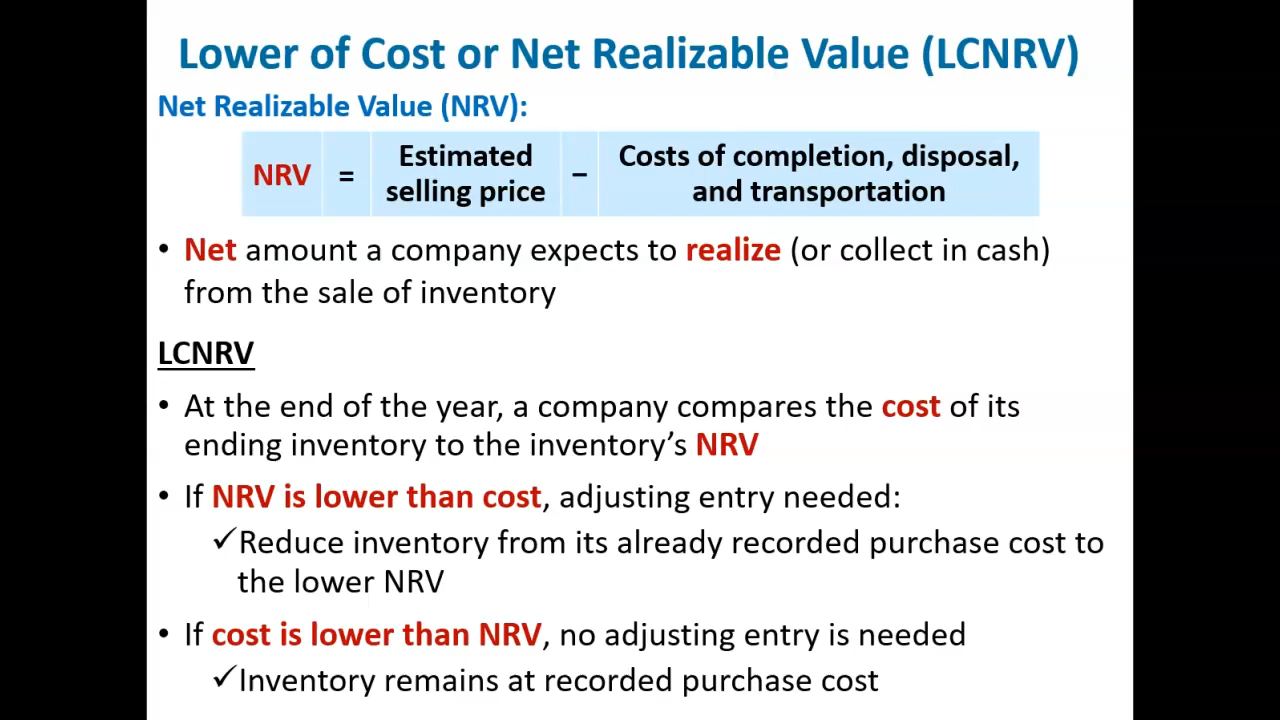 Lower of Cost or Net Realizable Value (LCNRV)
Net Realizable Value (NRV):
NRV = Estimated selling price − Costs of completion, disposal, and transportation
• Net amount a company expects to realize (or collect in cash)
from the sale of inventory
LCNRV
• At the end of the year, a company compares the cost of its
ending inventory to the inventory’s NRV
• If NRV is lower than cost, adjusting entry needed:
✓Reduce inventory from its already recorded purchase cost to
the lower NRV
• If cost is lower than NRV, no adjusting entry is needed
✓Inventory remains at recorded purchase cost